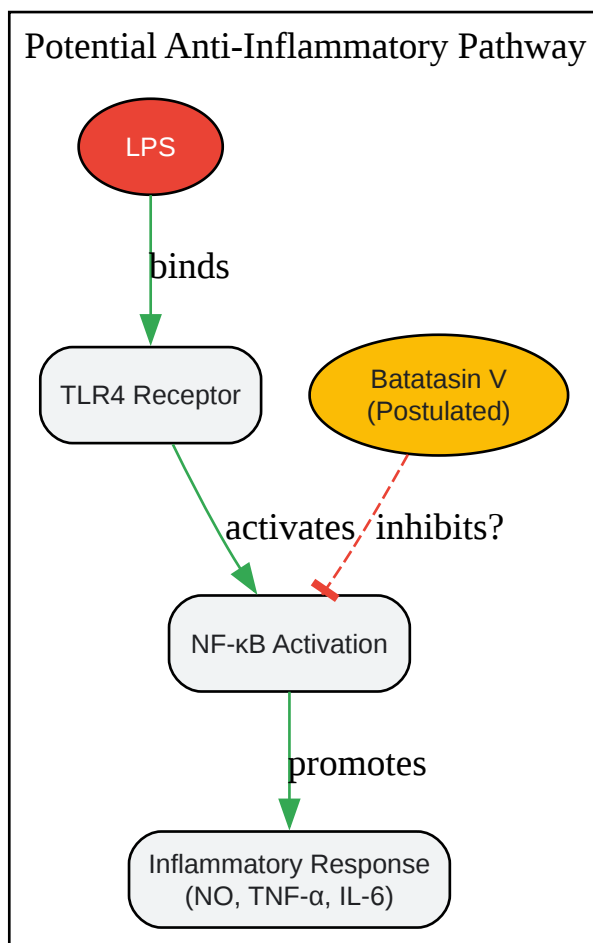 Potential Anti-Inflammatory Pathway
LPS
binds
TLR4 Receptor
Batatasin V
(Postulated)
activates
inhibits?
NF-κB Activation
promotes
Inflammatory Response
(NO, TNF-α, IL-6)